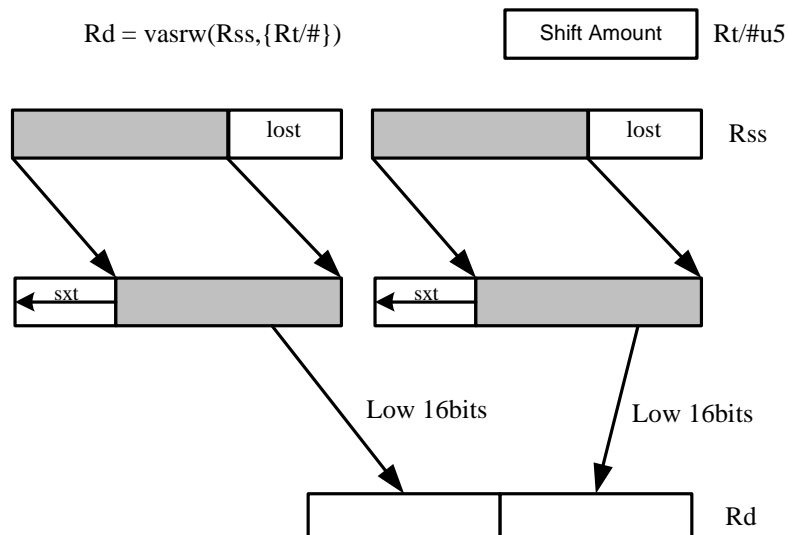 Rd = vasrw(Rss,{Rt/#})
Shift Amount
Rt/#u5
lost
lost
Rss
sxt
sxt
Low 16bits
Low 16bits
Rd